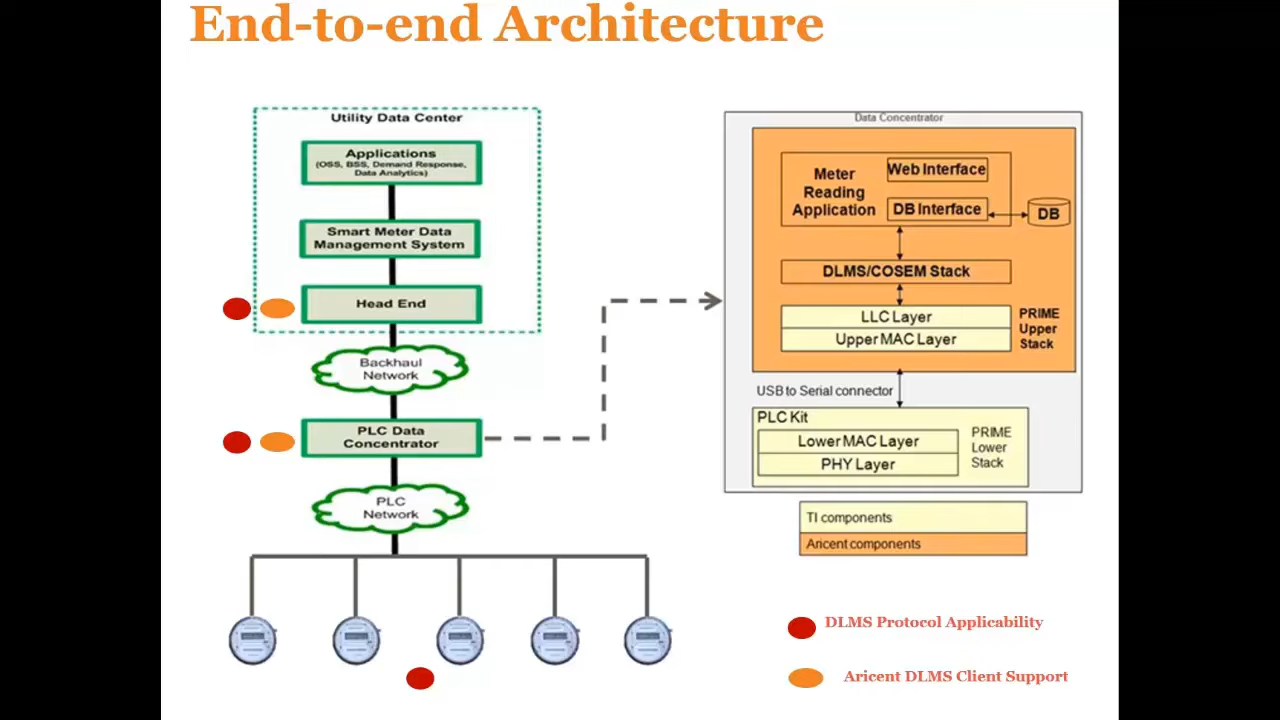 End-to-end Architecture
Utility Data Center
Applications
(OSS, BSS, Demand Response,
Data Analytics)
Smart Meter Data
Management System
Head End
Backhaul
Network
PLC Data
Concentrator
PLC
Network
Data Concentrator
Meter
Reading
Application
Web Interface
DB Interface
DB
DLMS/COSEM Stack
LLC Layer
Upper MAC Layer
PRIME
Upper
Stack
USB to Serial connector
PLC Kit
Lower MAC Layer
PHY Layer
PRIME
Lower
Stack
TI components
Aricent components
DLMS Protocol Applicability
Aricent DLMS Client Support